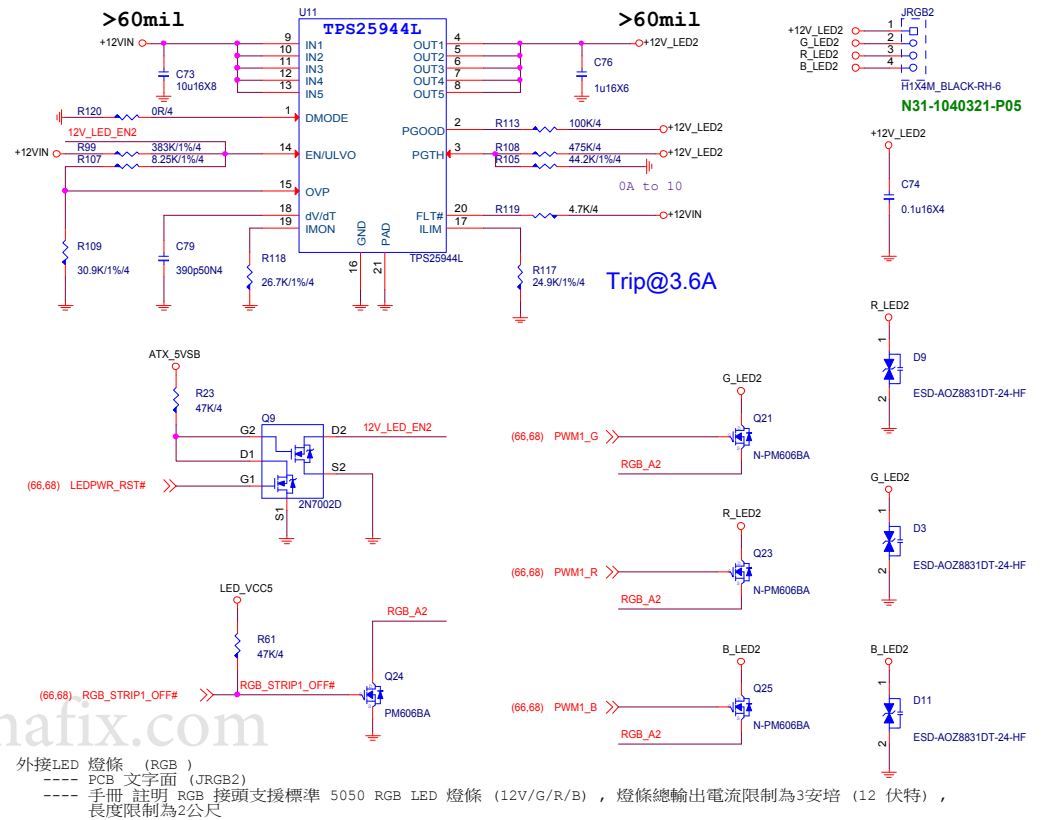 >60mil
U11
TPS25944L
>60mil
+12VIN
C73
10u16X8
9 IN1
10 IN2
11 IN3
12 IN4
13 IN5
OUT1 4
OUT2 5
OUT3 6
OUT4 7
OUT5 8
+12V_LED2
C76
1u16X6
R120 0R/4
1 DMODE
12V_LED_EN2
+12VIN
R99 383K/1%/4
R107 8.25K/1%/4
14 EN/ULVO
15 OVP
18 dV/dT
19 IMON
GND 16
PAD 21
PGOOD 2
PGTH 3
FLT# 20
ILIM 17
TPS25944L
R113 100K/4 +12V_LED2
R108 475K/4 +12V_LED2
R105 44.2K/1%/4
0A to 10
R119 4.7K/4 +12VIN
R109
30.9K/1%/4
C79
390p50N4
R118
26.7K/1%/4
R117
24.9K/1%/4
Trip@3.6A
JRGB2
+12V_LED2 1
G_LED2 2
R_LED2 3
B_LED2 4
H1X4M_BLACK-RH-6
N31-1040321-P05
+12V_LED2
C74
0.1u16X4
ATX_5VSB
R23
47K/4
Q9
G2
D1
G1
S1
D2
S2
12V_LED_EN2
(66,68) LEDPWR_RST#
2N7002D
LED_VCC5
R61
47K/4
(66,68) RGB_STRIP1_OFF#
RGB_STRIP1_OFF#
RGB_A2
Q24
PM606BA
G_LED2
Q21
(66,68) PWM1_G
N-PM606BA
RGB_A2
R_LED2
Q23
(66,68) PWM1_R
N-PM606BA
RGB_A2
B_LED2
Q25
(66,68) PWM1_B
N-PM606BA
RGB_A2
R_LED2
1
D9
ESD-AOZ8831DT-24-HF
2
G_LED2
1
D3
ESD-AOZ8831DT-24-HF
2
B_LED2
1
D11
ESD-AOZ8831DT-24-HF
2
nafix.com
外接LED 燈條 (RGB )
---- PCB 文字面 (JRGB2)
---- 手冊 註明 RGB 接頭支援標準 5050 RGB LED 燈條 (12V/G/R/B) , 燈條總輸出電流限制為3安培 (12 伏特) ,
長度限制為2公尺